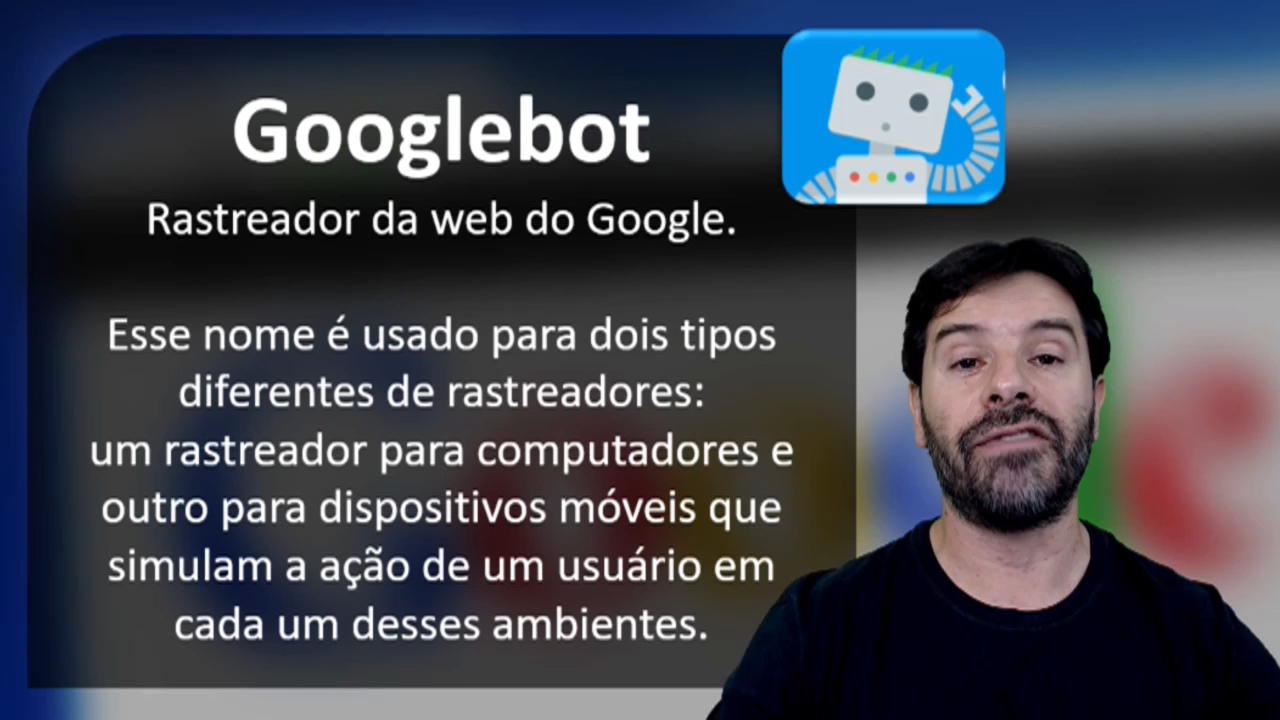 Googlebot
Rastreador da web do Google.
Esse nome é usado para dois tipos
diferentes de rastreadores:
um rastreador para computadores e
outro para dispositivos móveis que
simulam a ação de um usuário em
cada um desses ambientes.